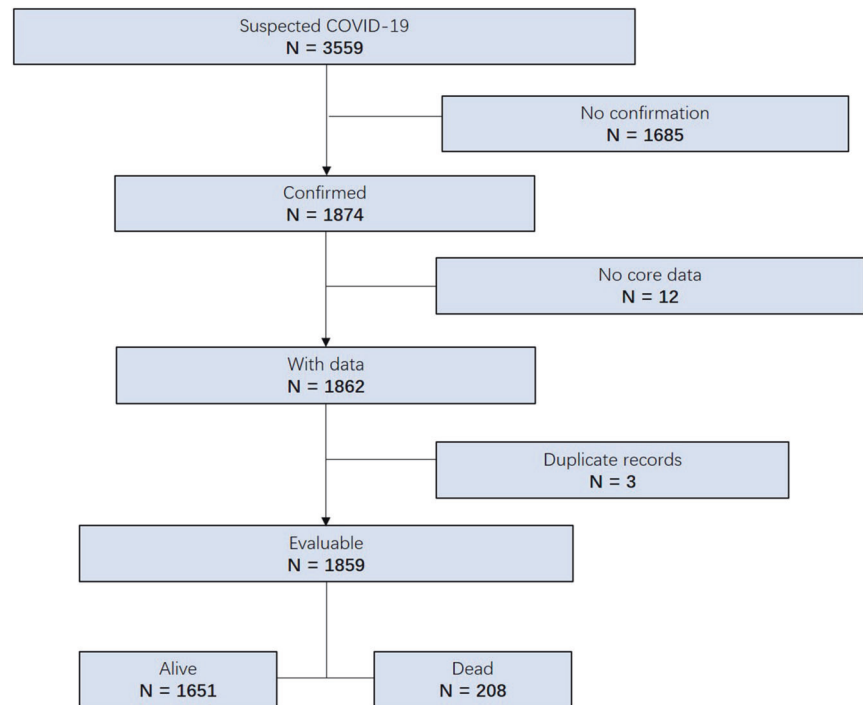 Suspected COVID-19
N = 3559
No confirmation
N = 1685
Confirmed
N = 1874
No core data
N = 12
With data
N = 1862
Duplicate records
N = 3
Evaluable
N = 1859
Alive
N = 1651
Dead
N = 208